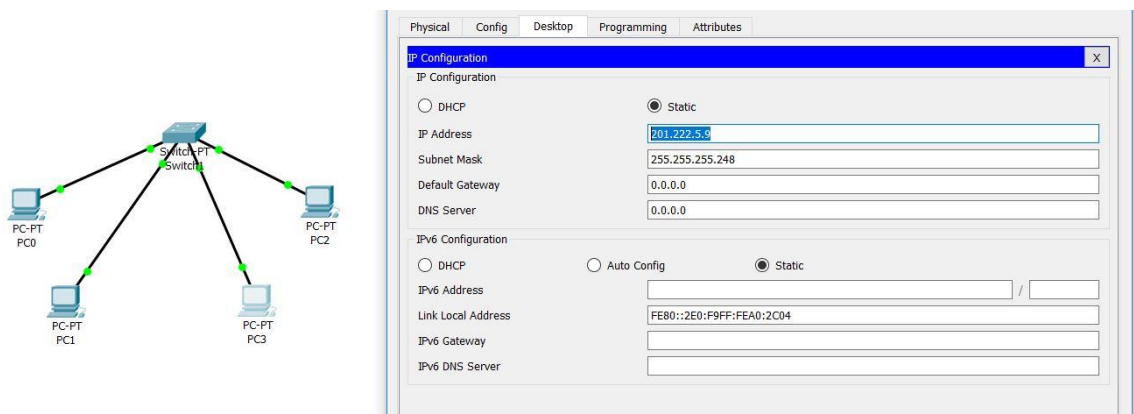 Physical Config Desktop Programming Attributes
IP Configuration X
IP Configuration
DHCP Static
IP Address 201.222.5.9
Subnet Mask 255.255.255.248
Default Gateway 0.0.0.0
DNS Server 0.0.0.0
IPv6 Configuration
DHCP Auto Config Static
IPv6 Address /
Link Local Address FE80::2E0:F9FF:FEA0:2C04
IPv6 Gateway
IPv6 DNS Server
Switch-PT
Switch1
PC-PT
PC0
PC-PT
PC2
PC-PT
PC1
PC-PT
PC3